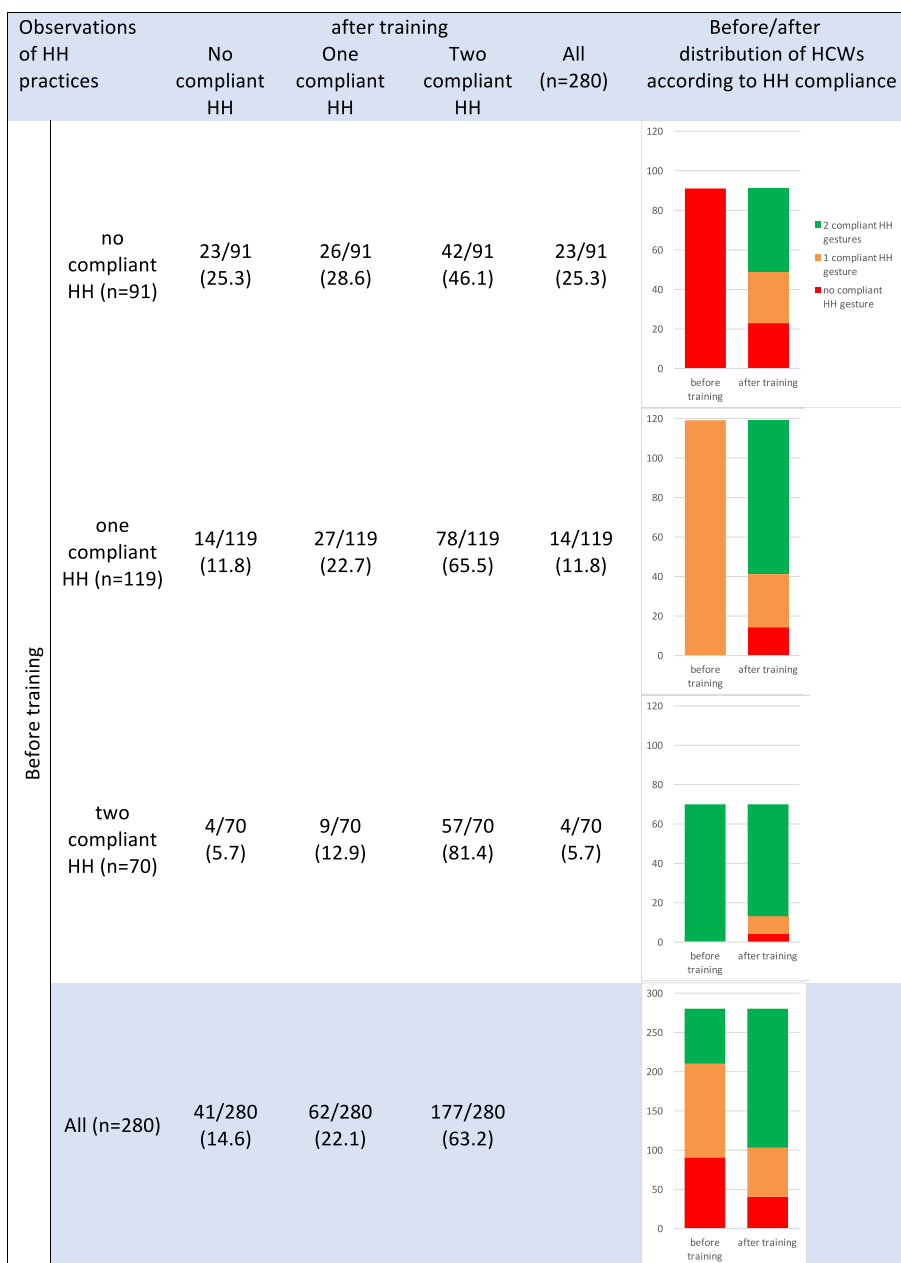 Observations of HH practices
after training
Before/after distribution of HCWs according to HH compliance
No compliant HH
One compliant HH
Two compliant HH
All (n=280)
Before training
no compliant HH (n=91)
23/91 (25.3)
26/91 (28.6)
42/91 (46.1)
23/91 (25.3)
120
100
80
60
40
20
0
before training
after training
2 compliant HH gestures
1 compliant HH gesture
no compliant HH gesture
one compliant HH (n=119)
14/119 (11.8)
27/119 (22.7)
78/119 (65.5)
14/119 (11.8)
120
100
80
60
40
20
0
before training
after training
two compliant HH (n=70)
4/70 (5.7)
9/70 (12.9)
57/70 (81.4)
4/70 (5.7)
120
100
80
60
40
20
0
before training
after training
All (n=280)
41/280 (14.6)
62/280 (22.1)
177/280 (63.2)
300
250
200
150
100
50
0
before training
after training